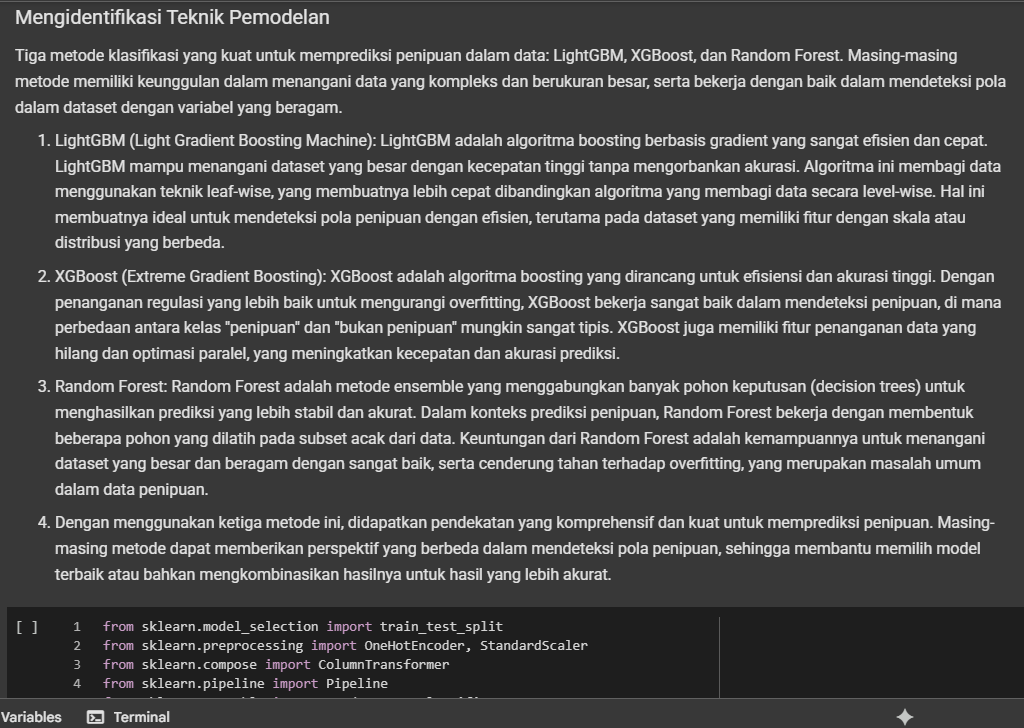 Mengidentifikasi Teknik Pemodelan
Tiga metode klasifikasi yang kuat untuk memprediksi penipuan dalam data: LightGBM, XGBoost, dan Random Forest. Masing-masing
metode memiliki keunggulan dalam menangani data yang kompleks dan berukuran besar, serta bekerja dengan baik dalam mendeteksi pola
dalam dataset dengan variabel yang beragam.
1. LightGBM (Light Gradient Boosting Machine): LightGBM adalah algoritma boosting berbasis gradient yang sangat efisien dan cepat.
LightGBM mampu menangani dataset yang besar dengan kecepatan tinggi tanpa mengorbankan akurasi. Algoritma ini membagi data
menggunakan teknik leaf-wise, yang membuatnya lebih cepat dibandingkan algoritma yang membagi data secara level-wise. Hal ini
membuatnya ideal untuk mendeteksi pola penipuan dengan efisien, terutama pada dataset yang memiliki fitur dengan skala atau
distribusi yang berbeda.
2. XGBoost (Extreme Gradient Boosting): XGBoost adalah algoritma boosting yang dirancang untuk efisiensi dan akurasi tinggi. Dengan
penanganan regulasi yang lebih baik untuk mengurangi overfitting, XGBoost bekerja sangat baik dalam mendeteksi penipuan, di mana
perbedaan antara kelas "penipuan" dan "bukan penipuan" mungkin sangat tipis. XGBoost juga memiliki fitur penanganan data yang
hilang dan optimasi paralel, yang meningkatkan kecepatan dan akurasi prediksi.
3. Random Forest: Random Forest adalah metode ensemble yang menggabungkan banyak pohon keputusan (decision trees) untuk
menghasilkan prediksi yang lebih stabil dan akurat. Dalam konteks prediksi penipuan, Random Forest bekerja dengan membentuk
beberapa pohon yang dilatih pada subset acak dari data. Keuntungan dari Random Forest adalah kemampuannya untuk menangani
dataset yang besar dan beragam dengan sangat baik, serta cenderung tahan terhadap overfitting, yang merupakan masalah umum
dalam data penipuan.
4. Dengan menggunakan ketiga metode ini, didapatkan pendekatan yang komprehensif dan kuat untuk memprediksi penipuan. Masing-
masing metode dapat memberikan perspektif yang berbeda dalam mendeteksi pola penipuan, sehingga membantu memilih model
terbaik atau bahkan mengkombinasikan hasilnya untuk hasil yang lebih akurat.
[ ] 1 from sklearn.model_selection import train_test_split
2 from sklearn.preprocessing import OneHotEncoder, StandardScaler
3 from sklearn.compose import ColumnTransformer
4 from sklearn.pipeline import Pipeline
Variables Terminal